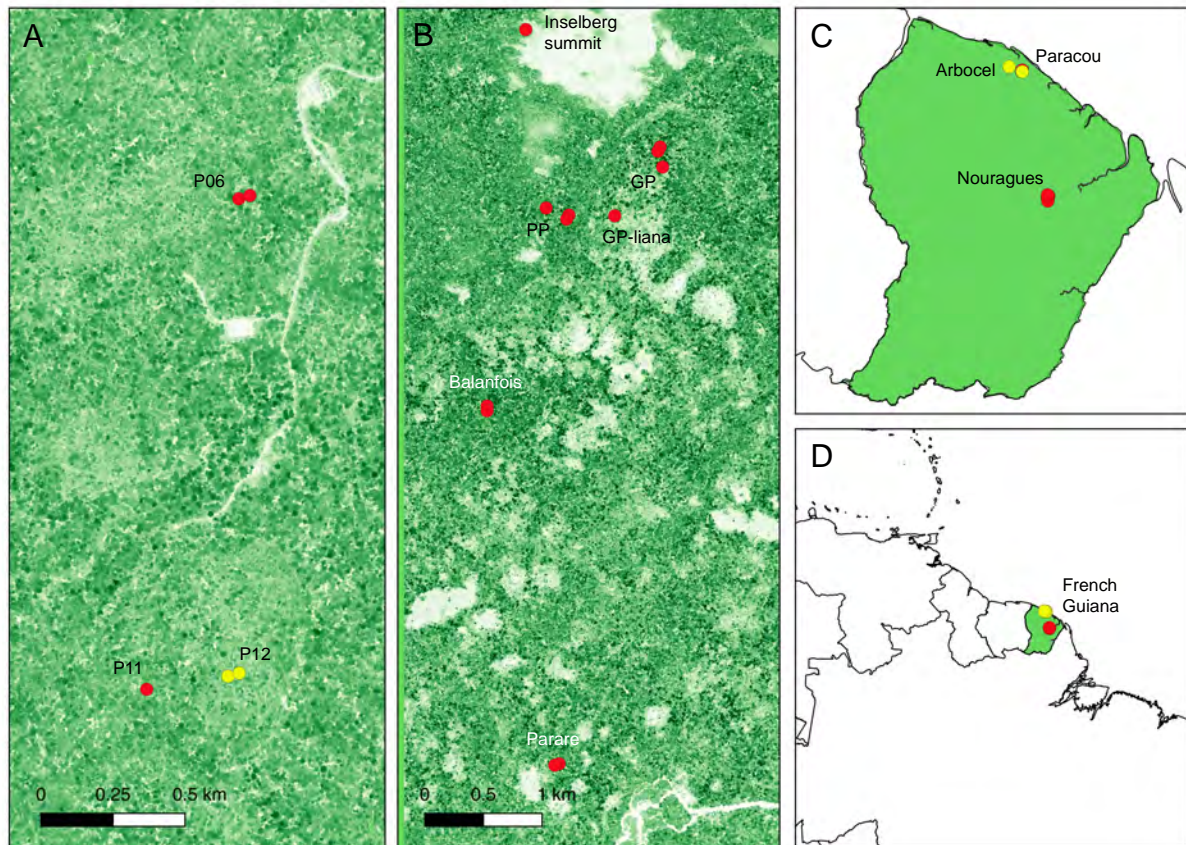 A
P06
P11
P12
0 0.25 0.5 km
B
Inselberg
summit
GP
PP
GP-liana
Balanfois
Parare
0 0.5 1 km
C
Arbocel
Paracou
Nouragues
D
French
Guiana